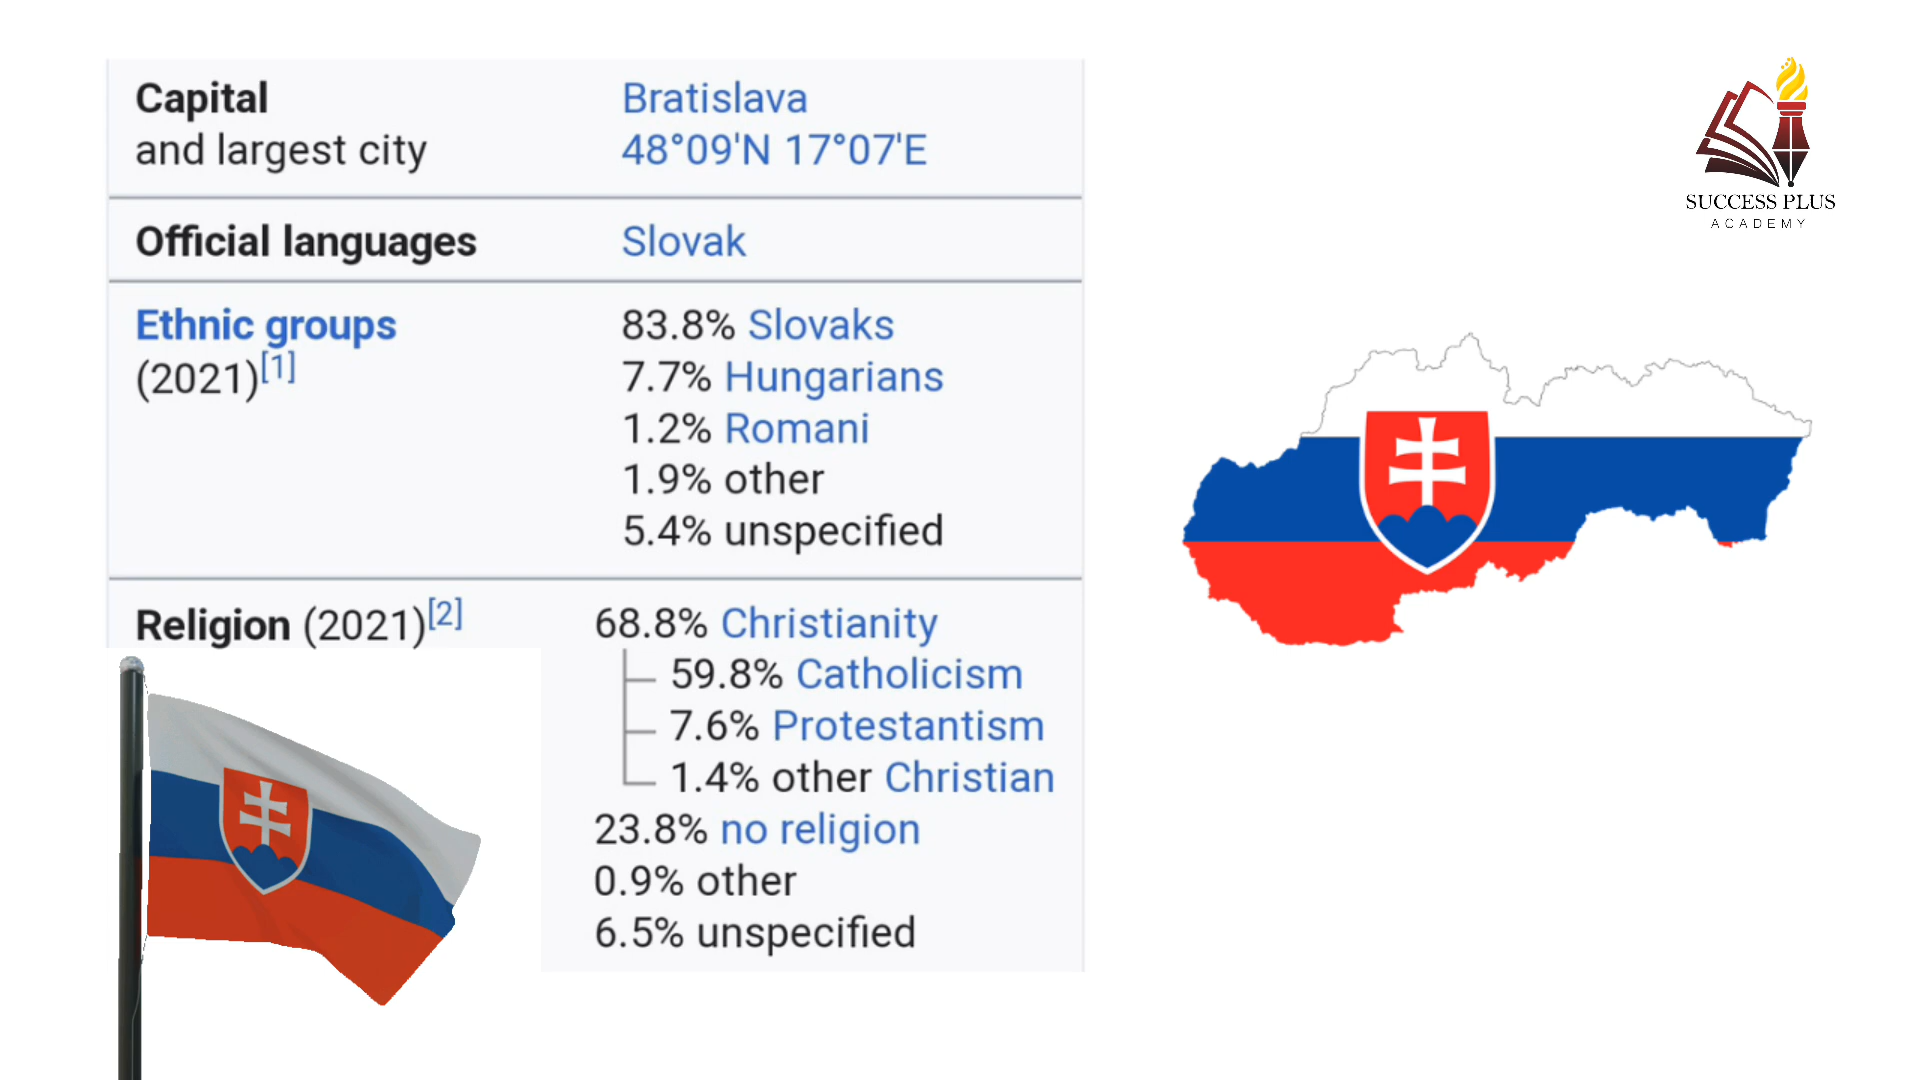 Capital
and largest city
Bratislava
48°09'N 17°07'E
Official languages
Slovak
Ethnic groups
(2021)[1]
83.8% Slovaks
7.7% Hungarians
1.2% Romani
1.9% other
5.4% unspecified
Religion (2021)[2]
68.8% Christianity
59.8% Catholicism
7.6% Protestantism
1.4% other Christian
23.8% no religion
0.9% other
6.5% unspecified
SUCCESS PLUS
ACADEMY